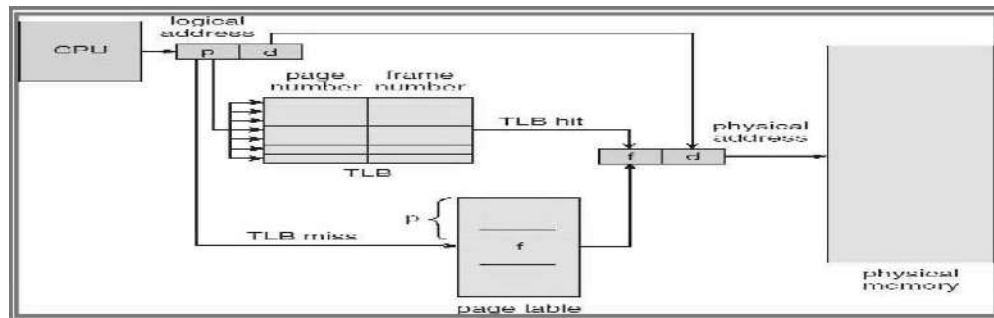 logical
address
CPU
p d
page number frame number
TLB hit
physical
address
f d
TLB
p
TLB miss
f
page table
physical
memory